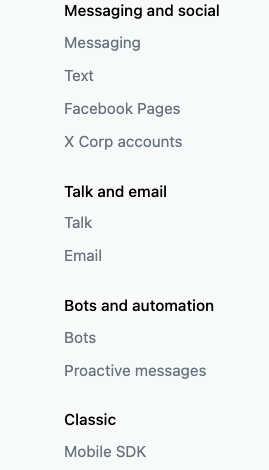 Messaging and social
Messaging
Text
Facebook Pages
X Corp accounts
Talk and email
Talk
Email
Bots and automation
Bots
Proactive messages
Classic
Mobile SDK